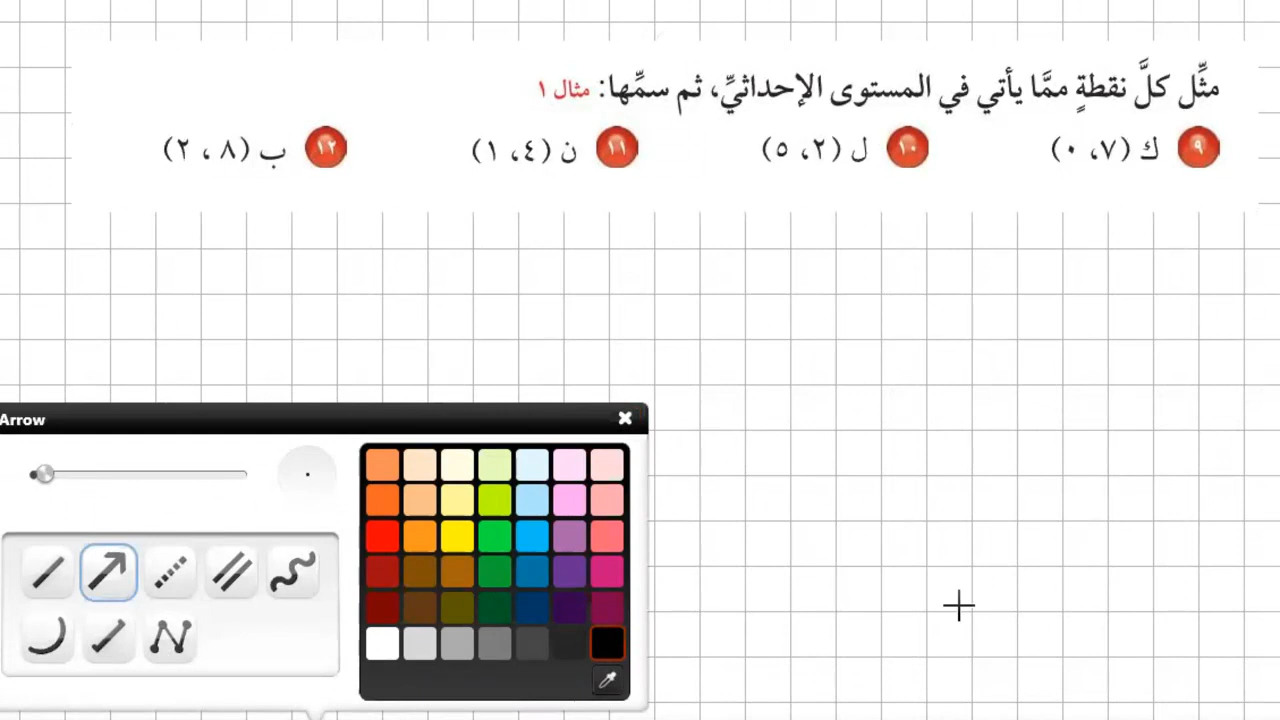 مثِّل كلَّ نقطةٍ ممَّا يأتي في المستوى الإحداثيِّ، ثم سمِّها: مثال ١
٩ ك (٧، ٠) ١٠ ل (٢، ٥) ١١ ن (٤، ١) ١٢ ب (٨ ، ٢)
Arrow